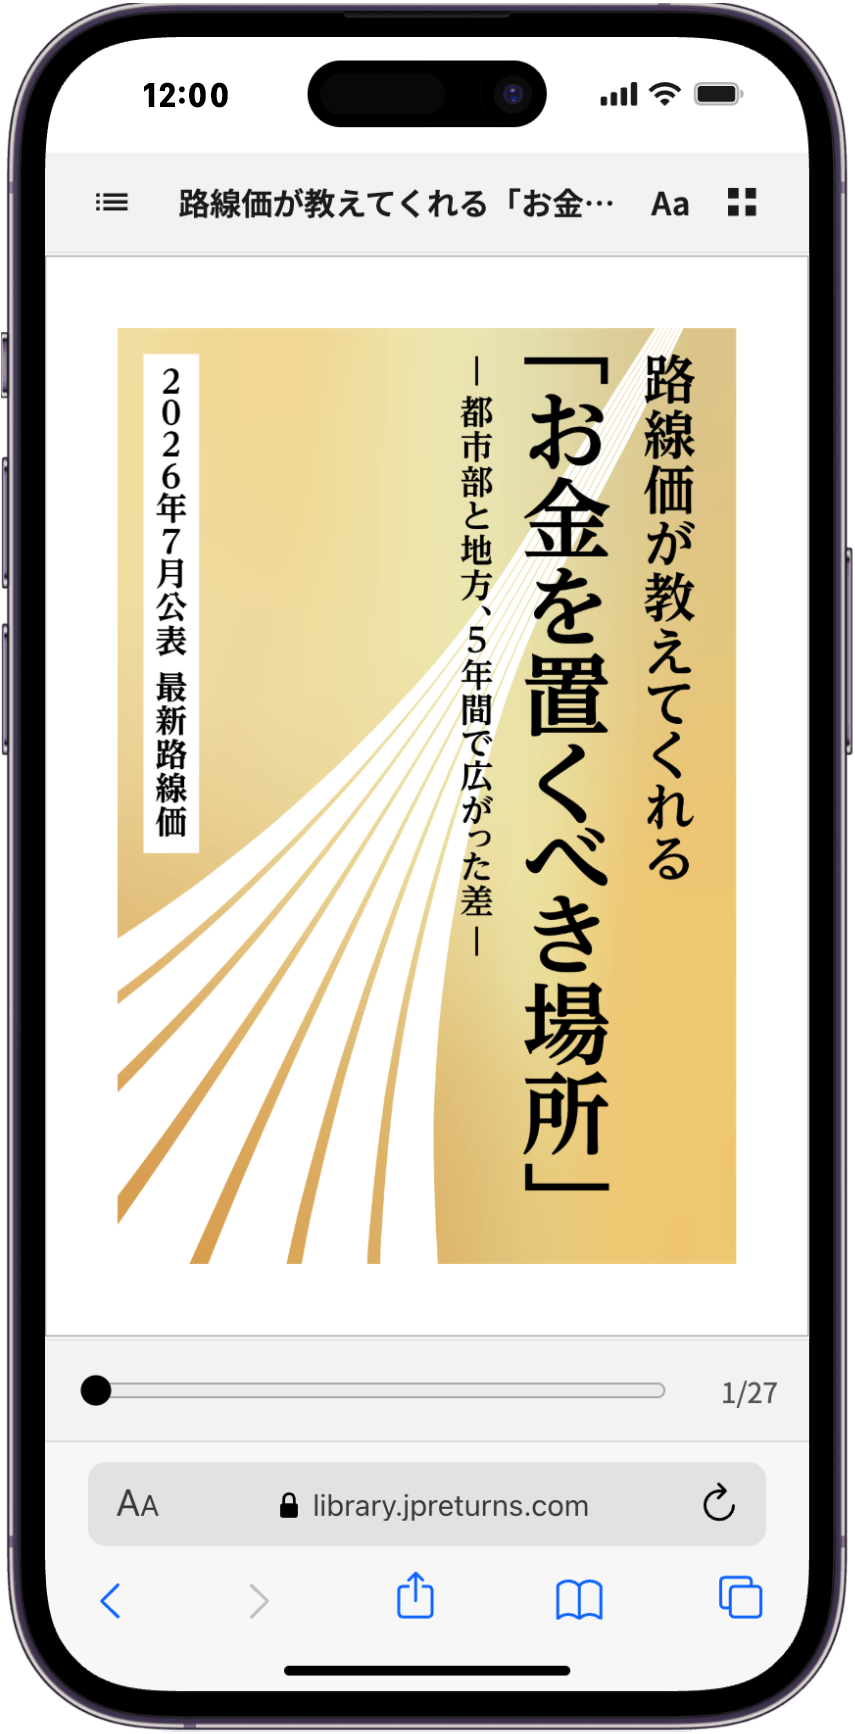 12:00
路線価が教えてくれる「お金…
Aa
路線価が教えてくれる
「お金を置くべき場所」
―都市部と地方、5年間で広がった差―
2026年7月公表 最新路線価
1/27
AA
library.jpreturns.com